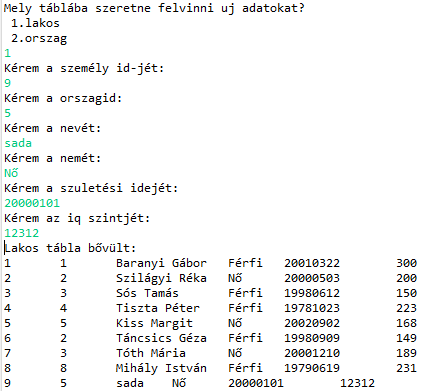 Mely táblába szeretne felvinni uj adatokat?
1.lakos
2.orszag
1
Kérem a személy id-jét:
9
Kérem a orszagid:
5
Kérem a nevét:
sada
Kérem a nemét:
Nő
Kérem a szuletési idejét:
20000101
Kérem az iq szintjét:
12312
Lakos tábla bővült:
1 1 Baranyi Gábor Férfi 20010322 300
2 2 Szilágyi Réka Nő 20000503 200
3 3 Sós Tamás Férfi 19980612 150
4 4 Tiszta Péter Férfi 19781023 223
5 5 Kiss Margit Nő 20020902 168
6 2 Táncsics Géza Férfi 19980909 149
7 3 Tóth Mária Nő 20001210 189
8 8 Mihály István Férfi 19790619 231
9 5 sada Nő 20000101 12312